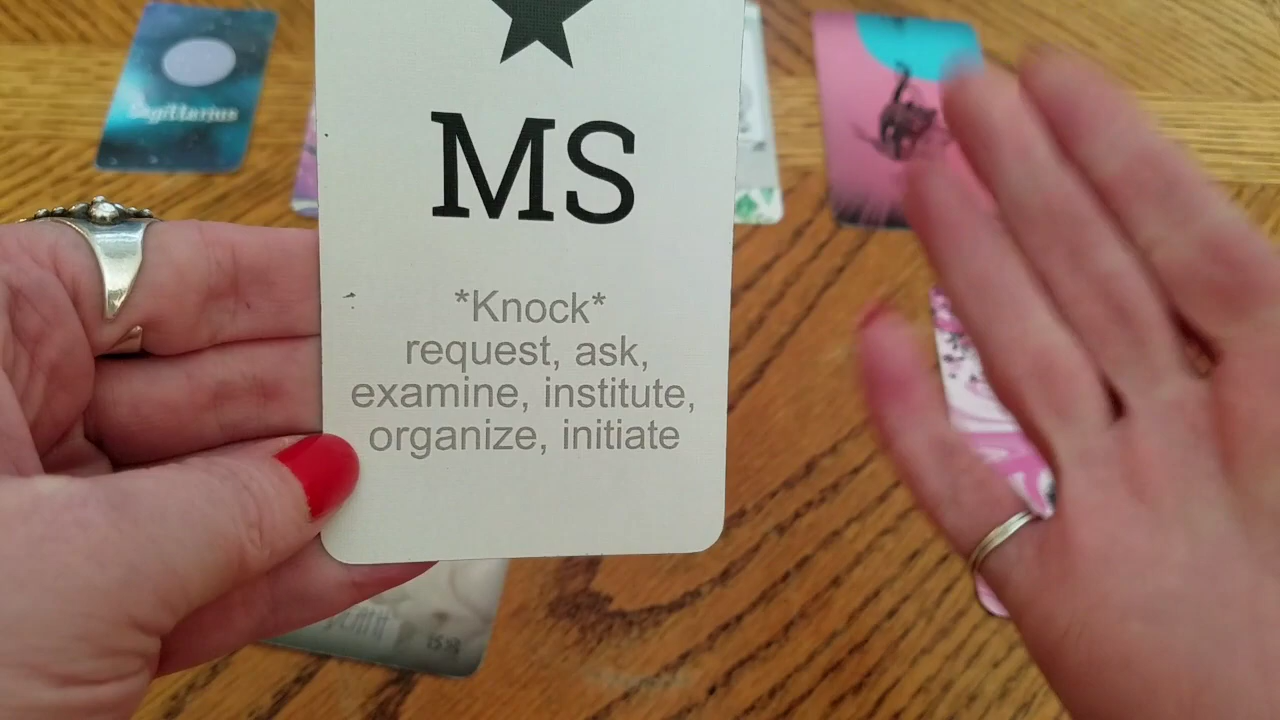 Sagittarius
MS
*Knock*
request, ask,
examine, institute,
organize, initiate